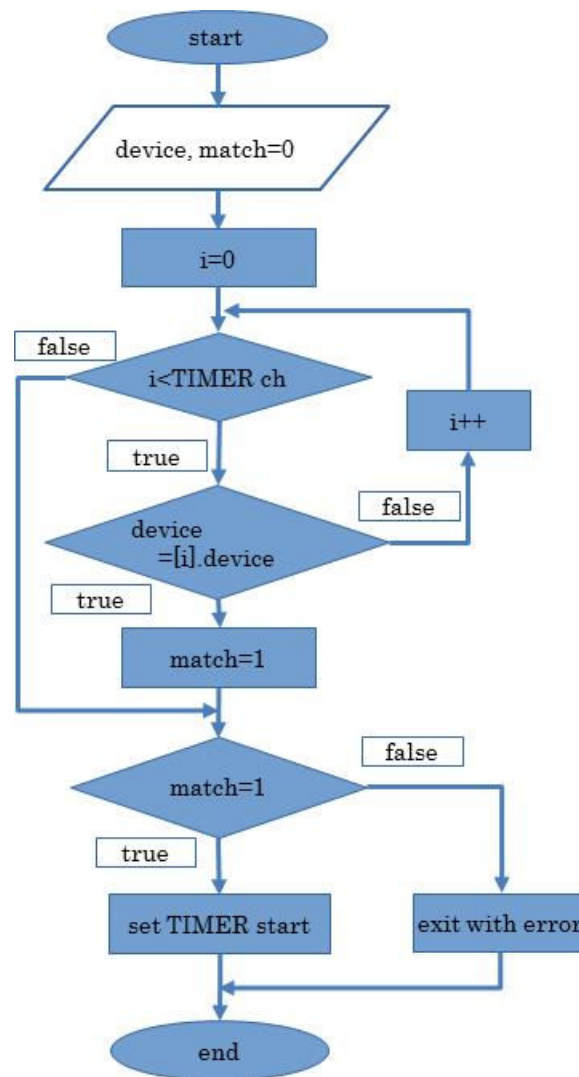 start
device, match=0
i=0
false
i<TIMER ch
i++
true
false
device
=[i].device
true
match=1
false
match=1
true
set TIMER start
exit with error
end